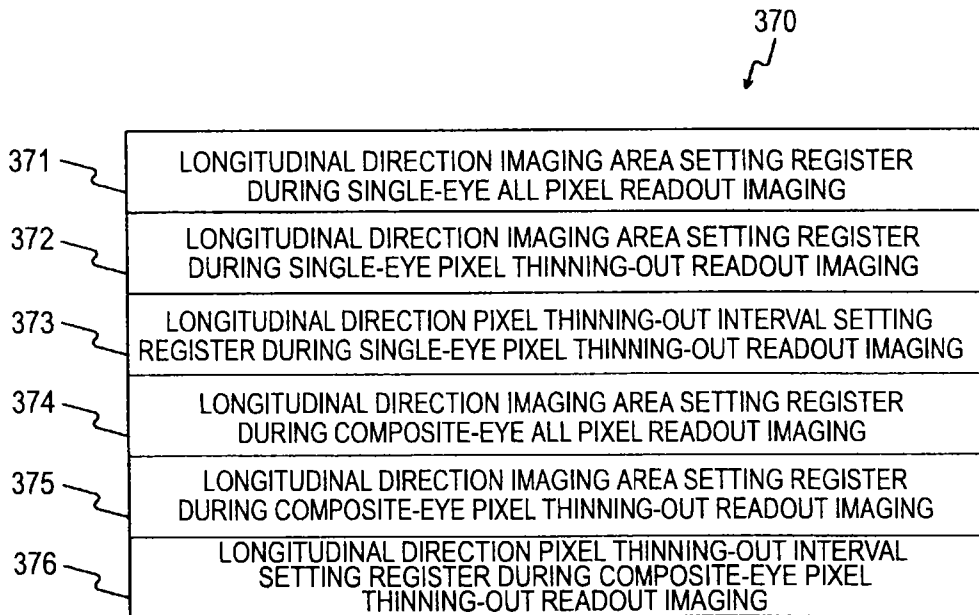 370
371
LONGITUDINAL DIRECTION IMAGING AREA SETTING REGISTER
DURING SINGLE-EYE ALL PIXEL READOUT IMAGING
372
LONGITUDINAL DIRECTION IMAGING AREA SETTING REGISTER
DURING SINGLE-EYE PIXEL THINNING-OUT READOUT IMAGING
373
LONGITUDINAL DIRECTION PIXEL THINNING-OUT INTERVAL SETTING
REGISTER DURING SINGLE-EYE PIXEL THINNING-OUT READOUT IMAGING
374
LONGITUDINAL DIRECTION IMAGING AREA SETTING REGISTER
DURING COMPOSITE-EYE ALL PIXEL READOUT IMAGING
375
LONGITUDINAL DIRECTION IMAGING AREA SETTING REGISTER
DURING COMPOSITE-EYE PIXEL THINNING-OUT READOUT IMAGING
376
LONGITUDINAL DIRECTION PIXEL THINNING-OUT INTERVAL
SETTING REGISTER DURING COMPOSITE-EYE PIXEL
THINNING-OUT READOUT IMAGING